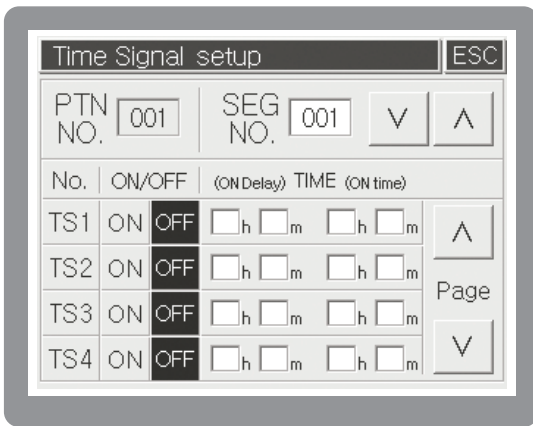 Time Signal setup ESC
PTN NO. 001 SEG NO. 001 ∨ ∧
No. ON/OFF (ON Delay) TIME (ON time)
TS1 ON OFF h m h m ∧
TS2 ON OFF h m h m
Page
TS3 ON OFF h m h m
TS4 ON OFF h m h m ∨